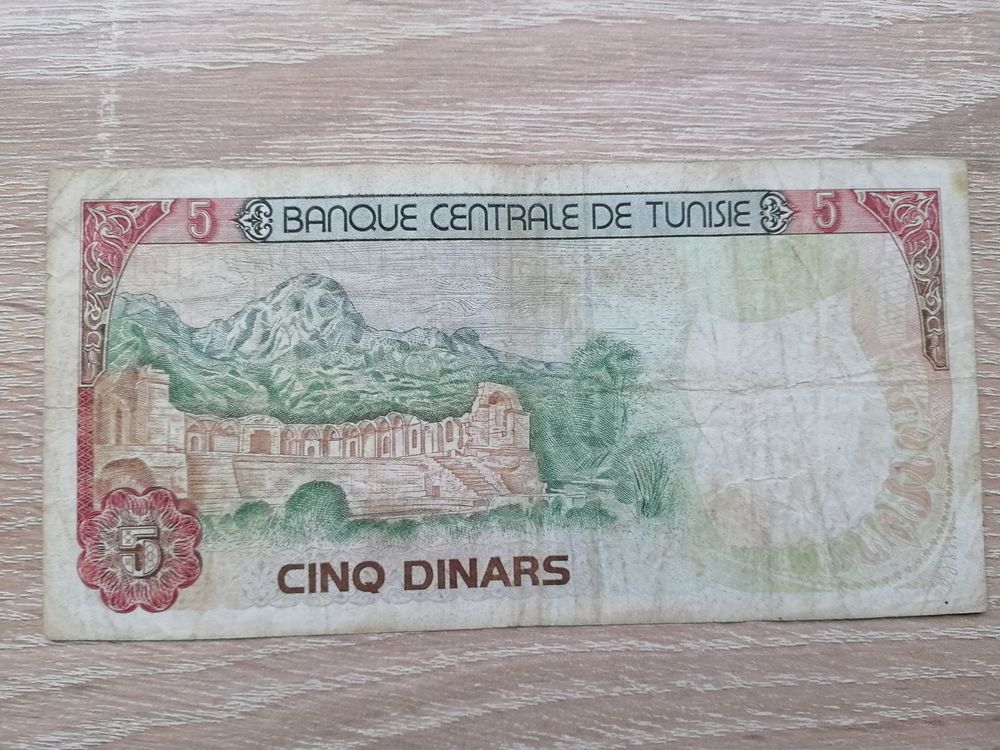 5 BANQUE CENTRALE DE TUNISIE 5
5 CINQ DINARS